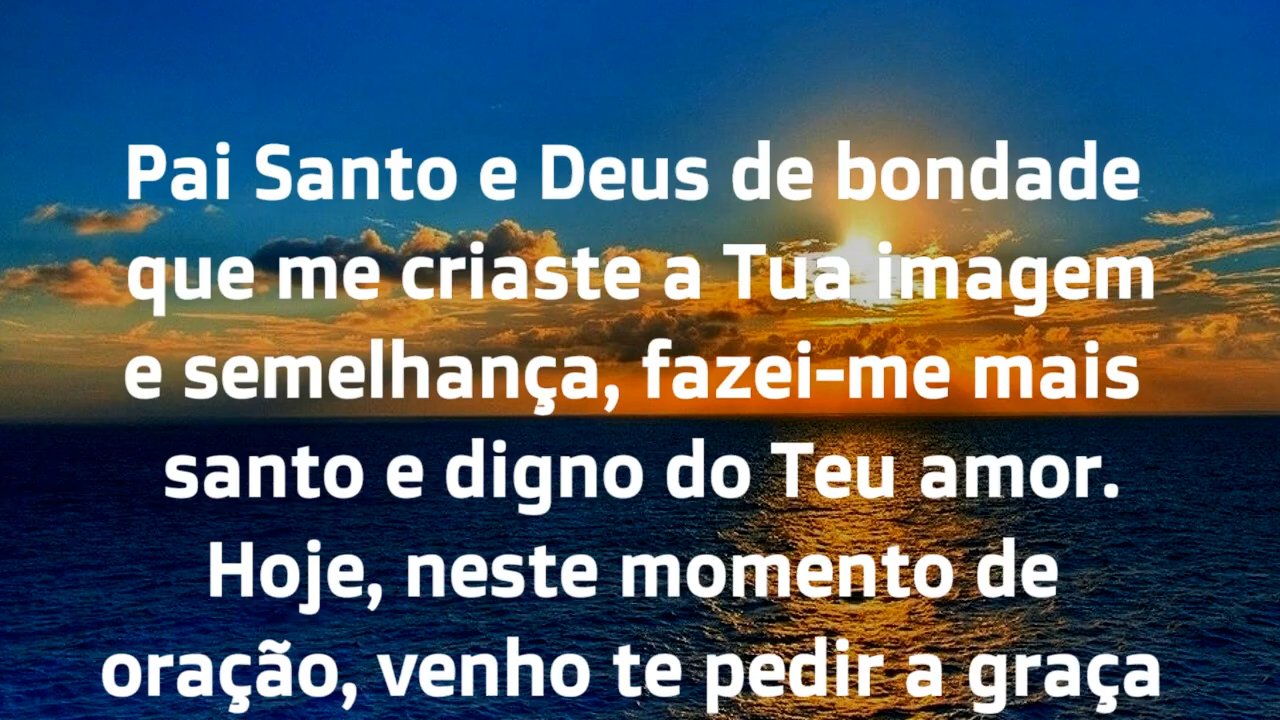 Pai Santo e Deus de bondade
que me criaste a Tua imagem
e semelhança, fazei-me mais
santo e digno do Teu amor.
Hoje, neste momento de
oração, venho te pedir a graça